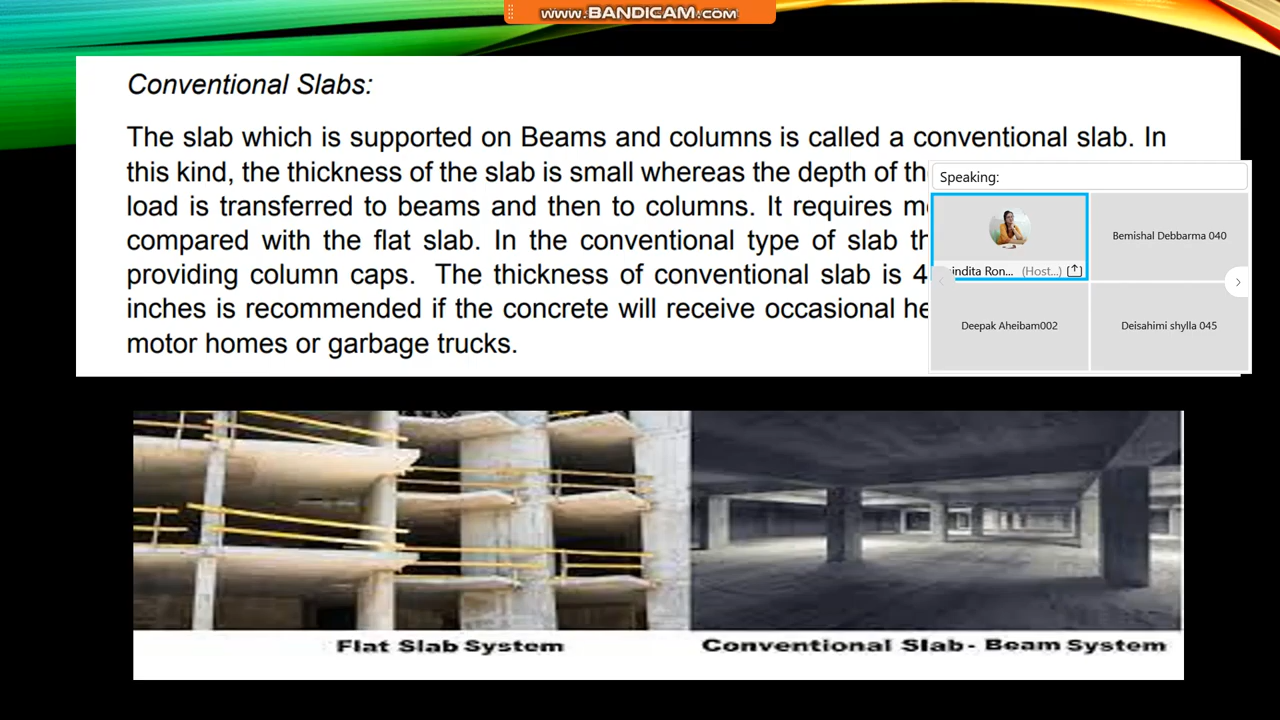 www.BANDICAM.com
Conventional Slabs:
The slab which is supported on Beams and columns is called a conventional slab. In
this kind, the thickness of the slab is small whereas the depth of
load is transferred to beams and then to columns. It requires
compared with the flat slab. In the conventional type of slab
providing column caps. The thickness of conventional slab is 4
inches is recommended if the concrete will receive occasional
motor homes or garbage trucks.
Speaking:
Bemishal Debbarma 040
indita Ron... (Host...)
Deepak Aheibam002
Deisahimi shylla 045
Flat Slab System
Conventional Slab- Beam System